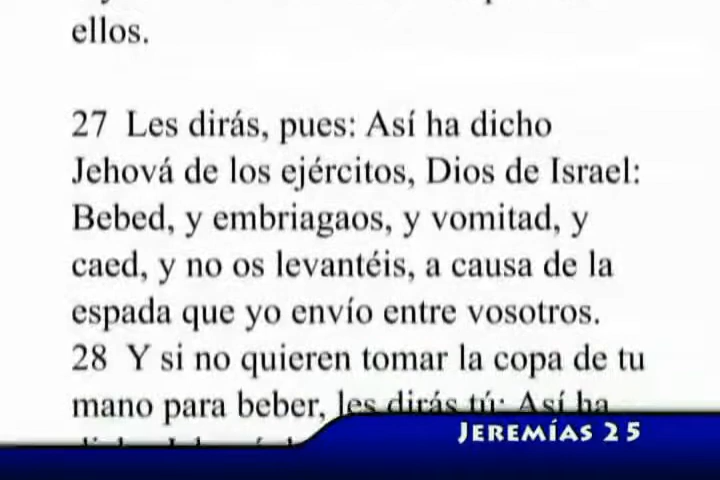 ellos.
27 Les dirás, pues: Así ha dicho
Jehová de los ejércitos, Dios de Israel:
Bebed, y embriagaos, y vomitad, y
caed, y no os levantéis, a causa de la
espada que yo envío entre vosotros.
28 Y si no quieren tomar la copa de tu
mano para beber, les dirás tú: Así ha
JEREMÍAS 25